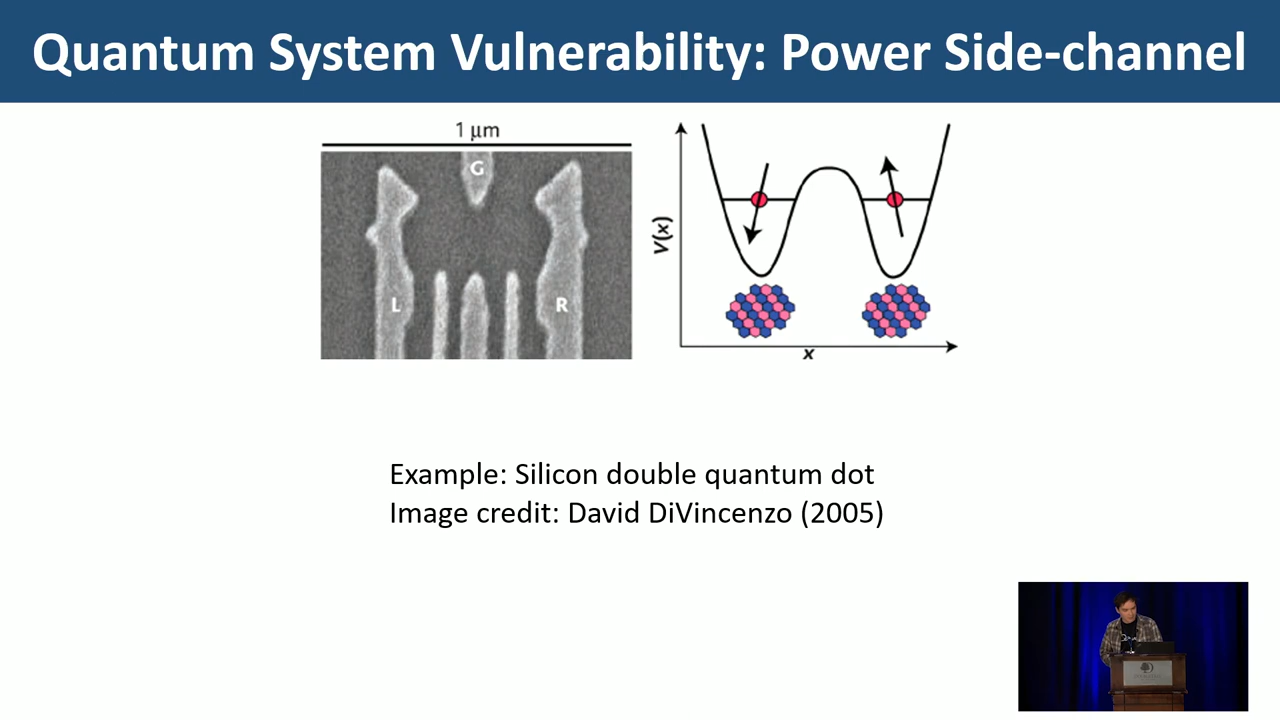 Quantum System Vulnerability: Power Side-channel
1 μm
G
L
R
V(x)
x
Example: Silicon double quantum dot
Image credit: David DiVincenzo (2005)